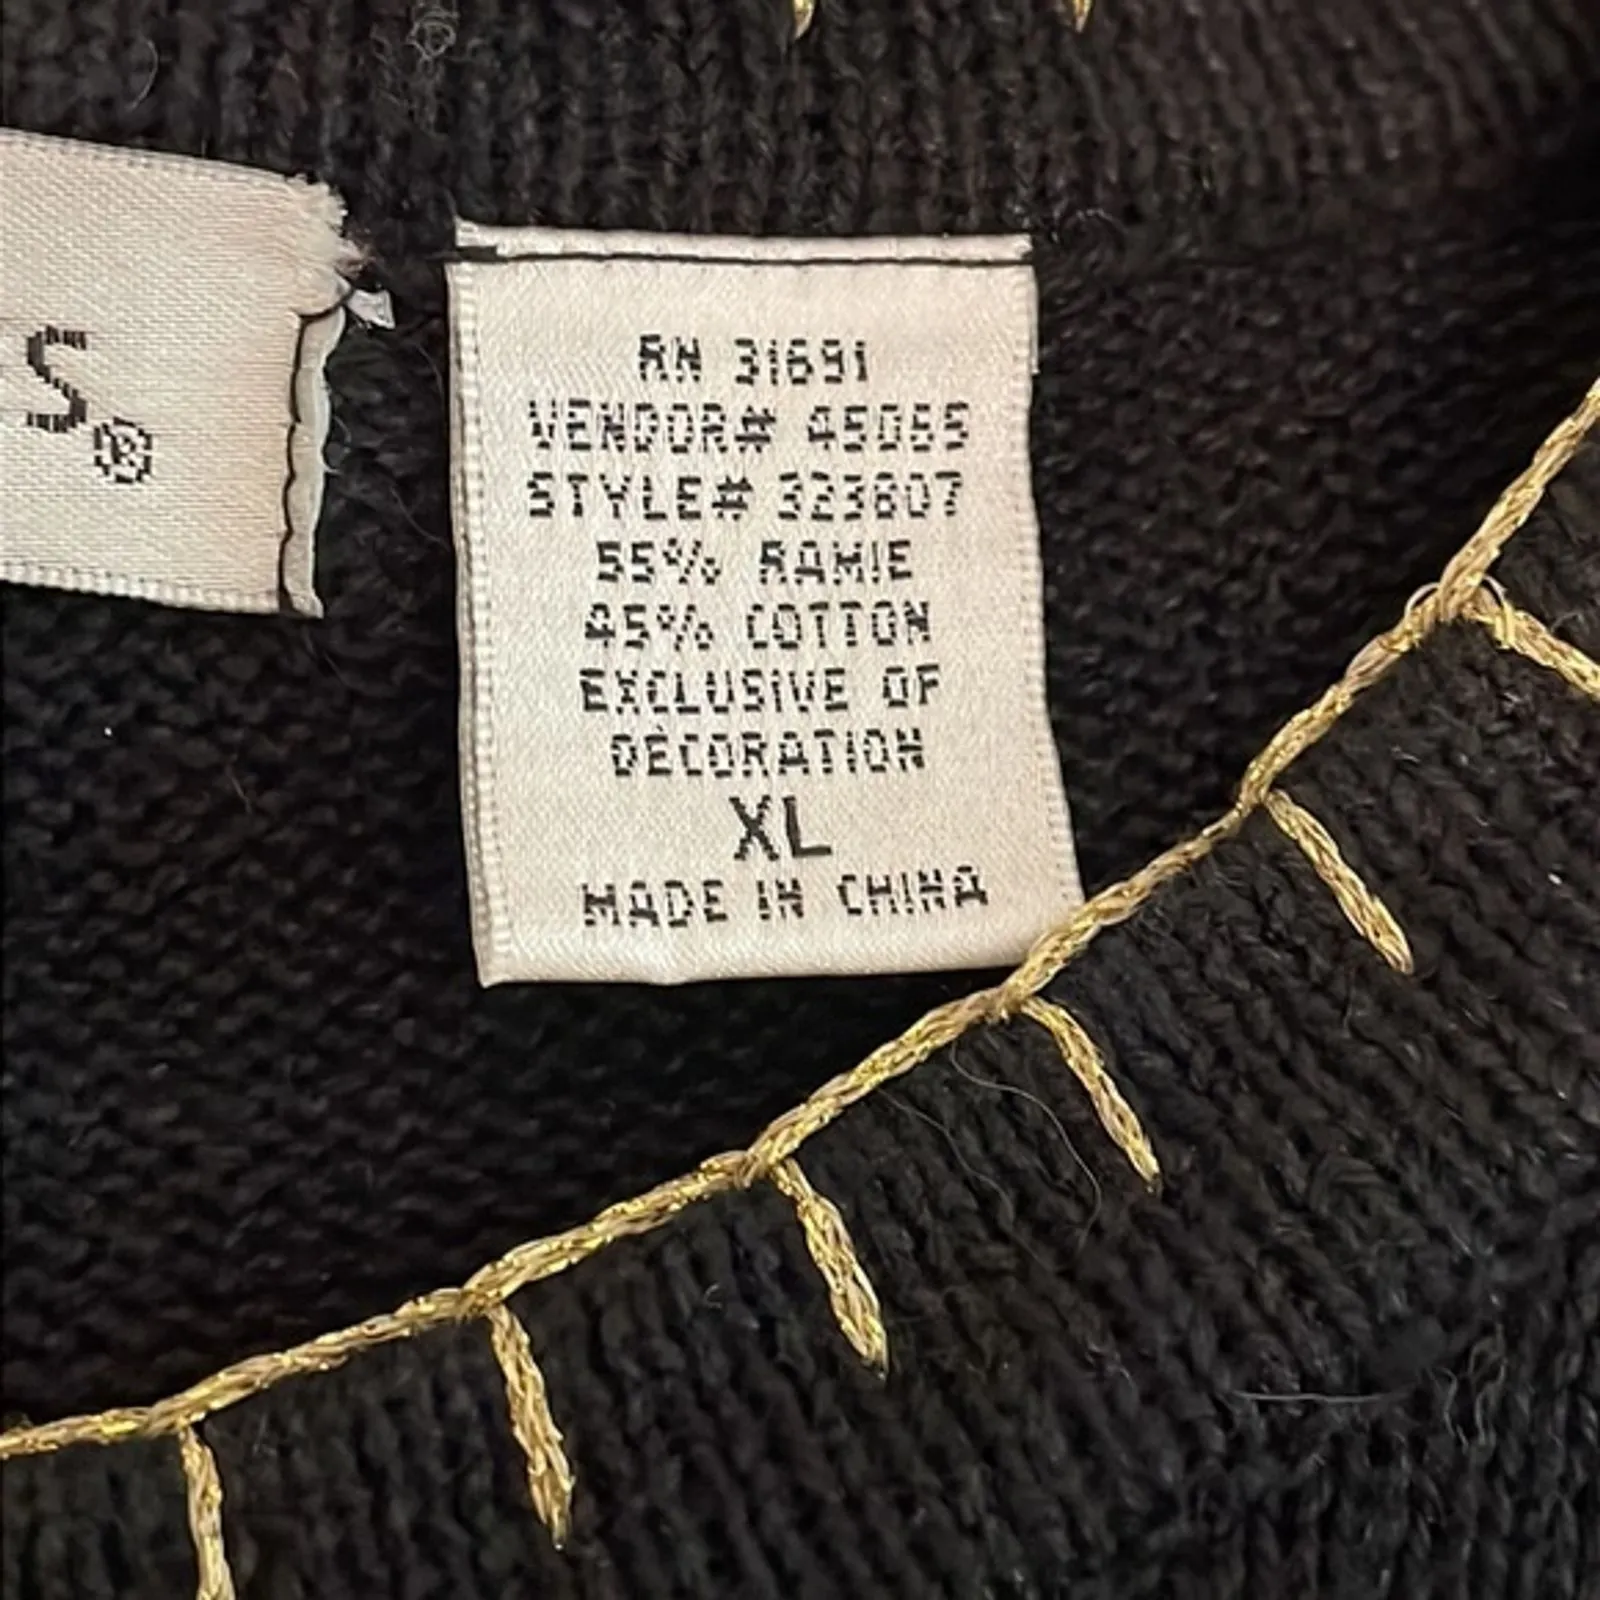 S®
RN 31691
VENDOR# 45065
STYLE# 323607
55% RAMIE
45% COTTON
EXCLUSIVE OF
DECORATION
XL
MADE IN CHINA